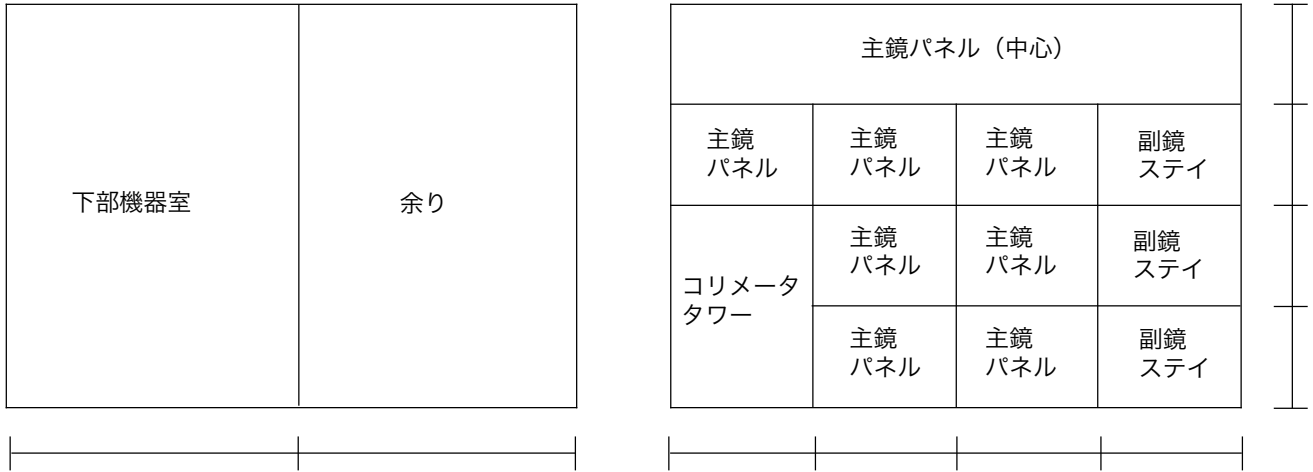 下部機器室
余り
主鏡パネル（中心）
主鏡
パネル
主鏡
パネル
主鏡
パネル
副鏡
ステイ
コリメータ
タワー
主鏡
パネル
主鏡
パネル
副鏡
ステイ
主鏡
パネル
主鏡
パネル
副鏡
ステイ